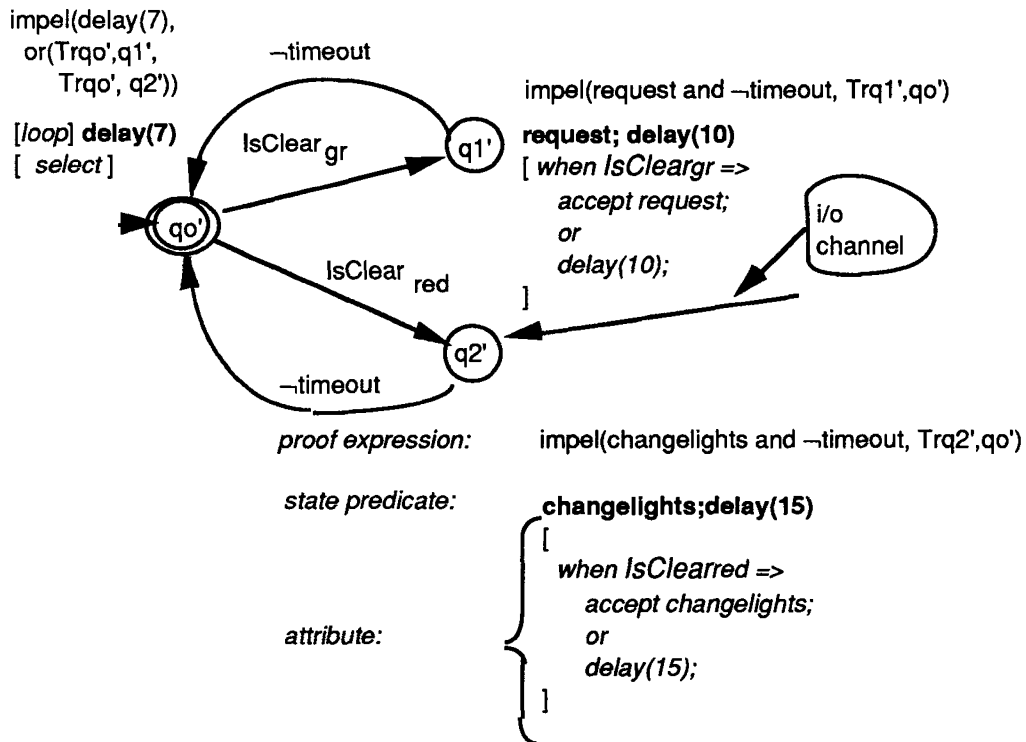 impel(delay(7),
or(Trqo',q1',
Trqo', q2'))
¬timeout
impel(request and ¬timeout, Trq1',qo')
[loop] delay(7)
[ select ]
IsClear gr
q1'
request; delay(10)
[ when IsCleargr =>
accept request;
or
delay(10);
]
i/o
channel
qo'
IsClear red
q2'
¬timeout
proof expression:
impel(changelights and ¬timeout, Trq2',qo')
state predicate:
changelights;delay(15)
[
when IsClearred =>
accept changelights;
or
delay(15);
]
attribute: